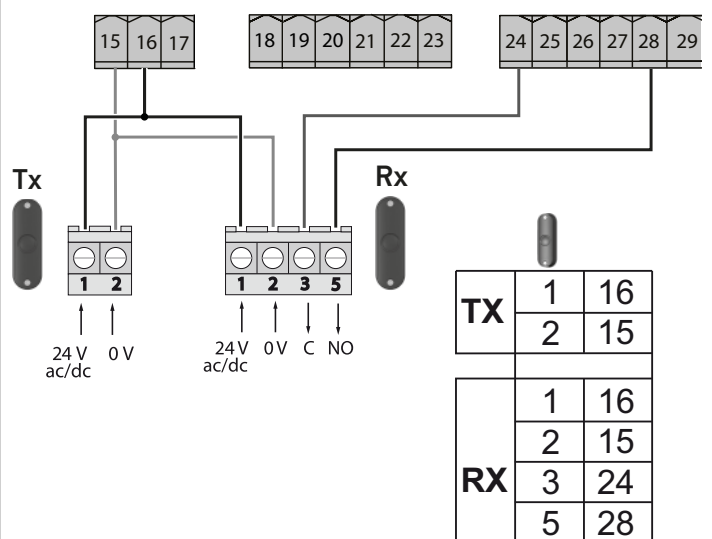 15 16 17 18 19 20 21 22 23 24 25 26 27 28 29
Tx
Rx
1 2
1 2 3 5
24 V 0 V
ac/dc
24 V 0 V C NO
ac/dc
TX
1 16
2 15
RX
1 16
2 15
3 24
5 28